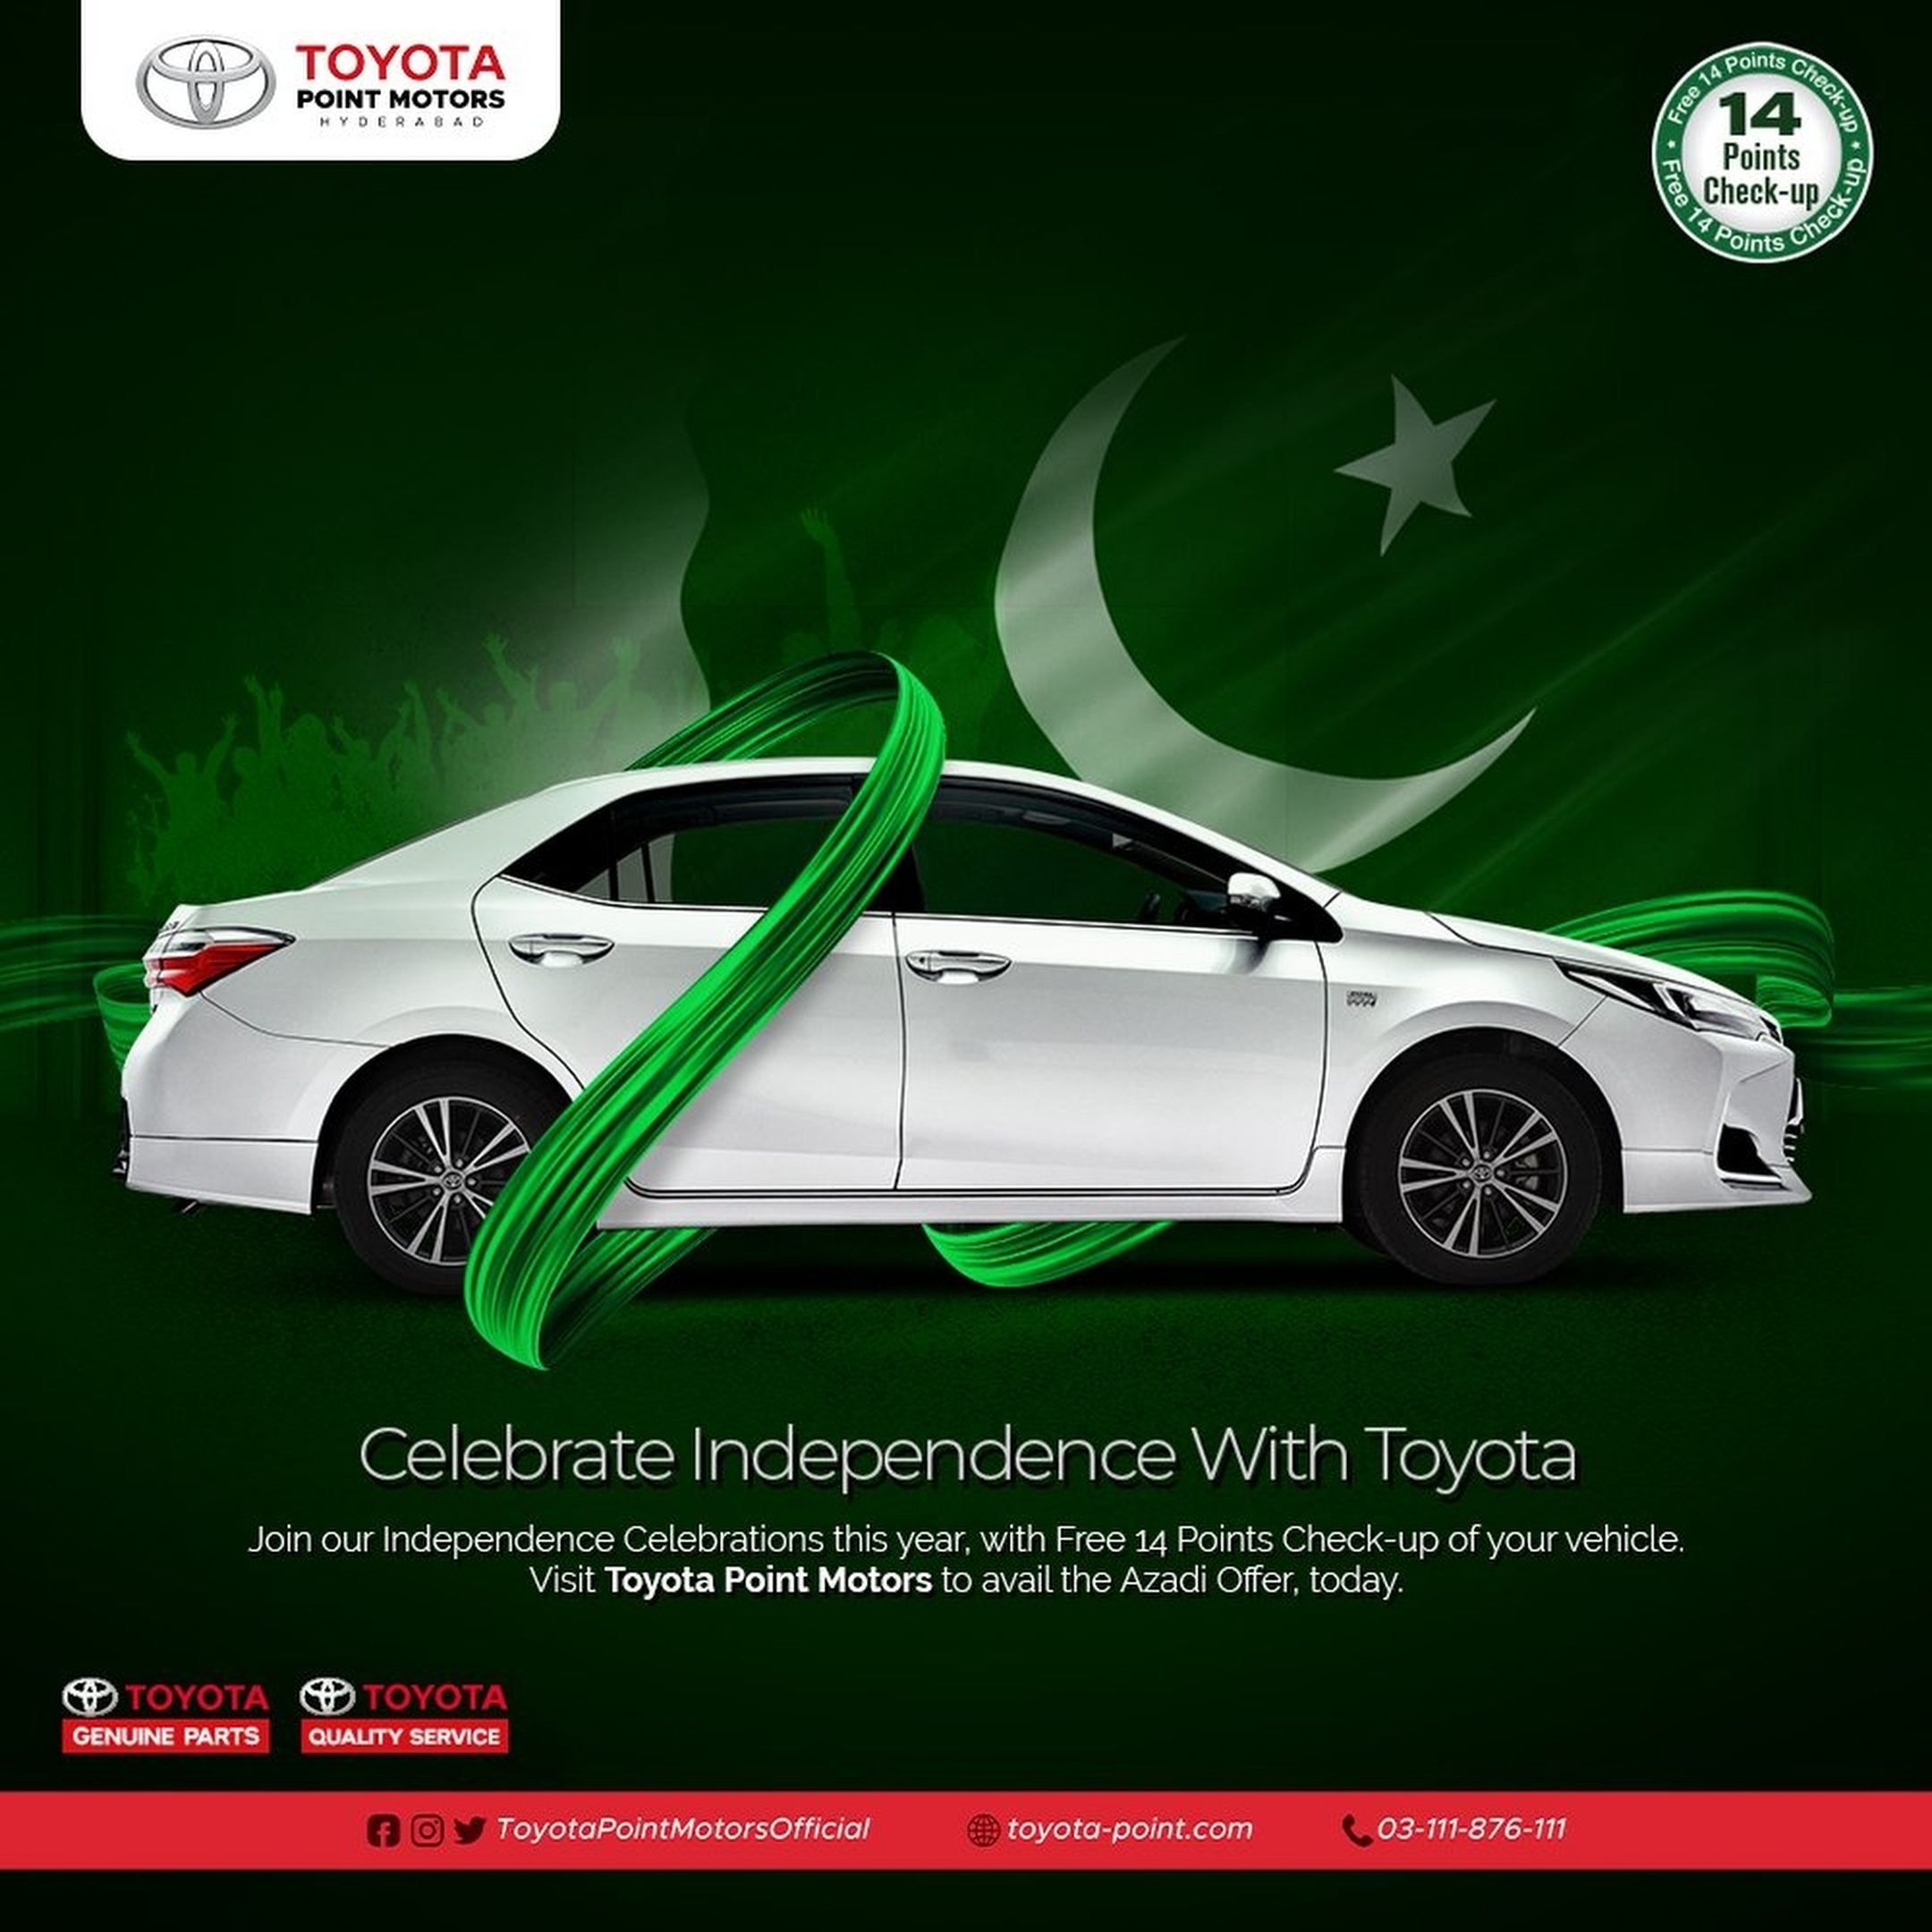 TOYOTA
POINT MOTORS
HYDERABAD
Free 14 Points Check-up
14
Points
Check-up
Free 14 Points Check-up
Celebrate Independence With Toyota
Join our Independence Celebrations this year, with Free 14 Points Check-up of your vehicle.
Visit Toyota Point Motors to avail the Azadi Offer, today.
TOYOTA
GENUINE PARTS
TOYOTA
QUALITY SERVICE
ToyotaPointMotorsOfficial
toyota-point.com
03-111-876-111